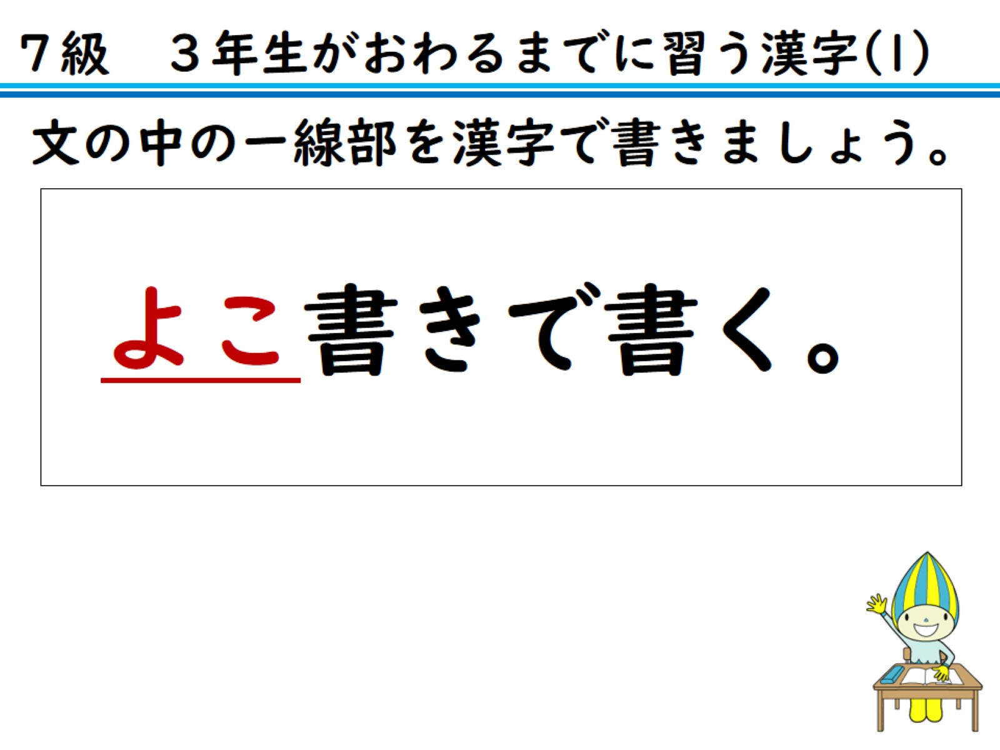 ７級　３年生がおわるまでに習う漢字(1)
文の中の一線部を漢字で書きましょう。
よこ書きで書く。